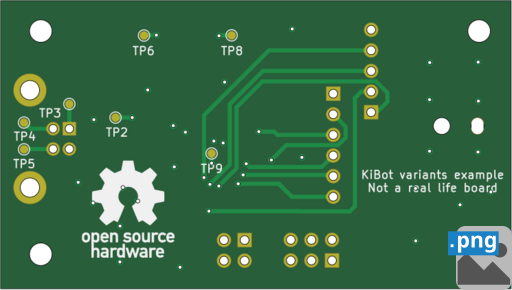 TP6
TP8
TP3
TP4
TP2
TP5
TP9
KiBot variants example
Not a real life board
open source
hardware
.png